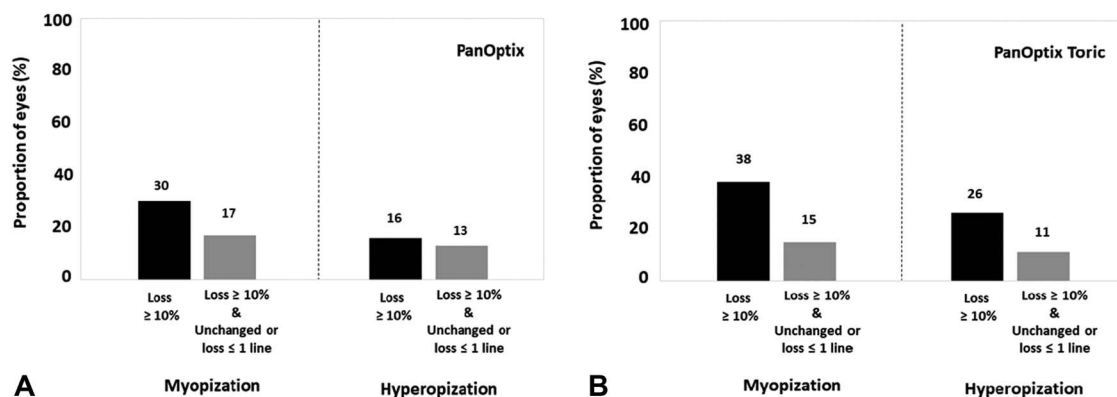 100
80
60
40
20
0
Proportion of eyes (%)
PanOptix
30
17
16
13
Loss
≥ 10%
Loss ≥ 10%
&
Unchanged or
loss ≤ 1 line
Loss
≥ 10%
Loss ≥ 10%
&
Unchanged or
loss ≤ 1 line
A
Myopization
Hyperopization
100
80
60
40
20
0
Proportion of eyes (%)
PanOptix Toric
38
15
26
11
Loss
≥ 10%
Loss ≥ 10%
&
Unchanged or
loss ≤ 1 line
Loss
≥ 10%
Loss ≥ 10%
&
Unchanged or
loss ≤ 1 line
B
Myopization
Hyperopization